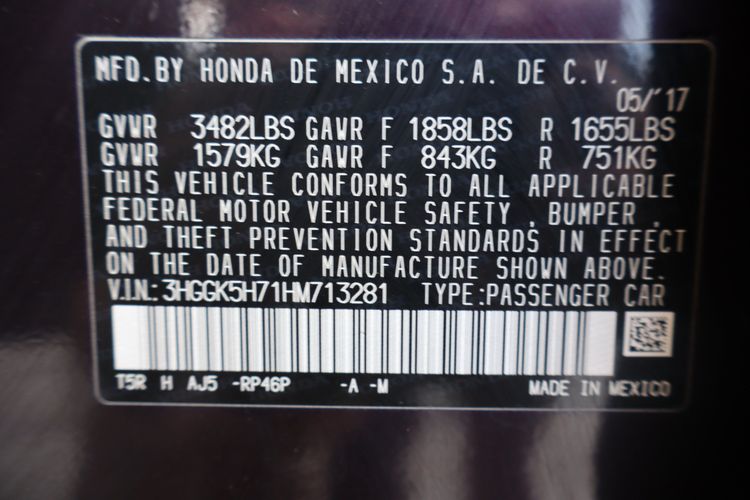 MFD. BY HONDA DE MEXICO S.A. DE C.V.
05/'17
GVWR 3482LBS GAWR F 1858LBS R 1655LBS
GVWR 1579KG GAWR F 843KG R 751KG
THIS VEHICLE CONFORMS TO ALL APPLICABLE
FEDERAL MOTOR VEHICLE SAFETY , BUMPER ,
AND THEFT PREVENTION STANDARDS IN EFFECT
ON THE DATE OF MANUFACTURE SHOWN ABOVE.
V.I.N.: 3HGGK5H71HM713281 TYPE:PASSENGER CAR
T5R H AJ5 -RP46P -A -M MADE IN MEXICO